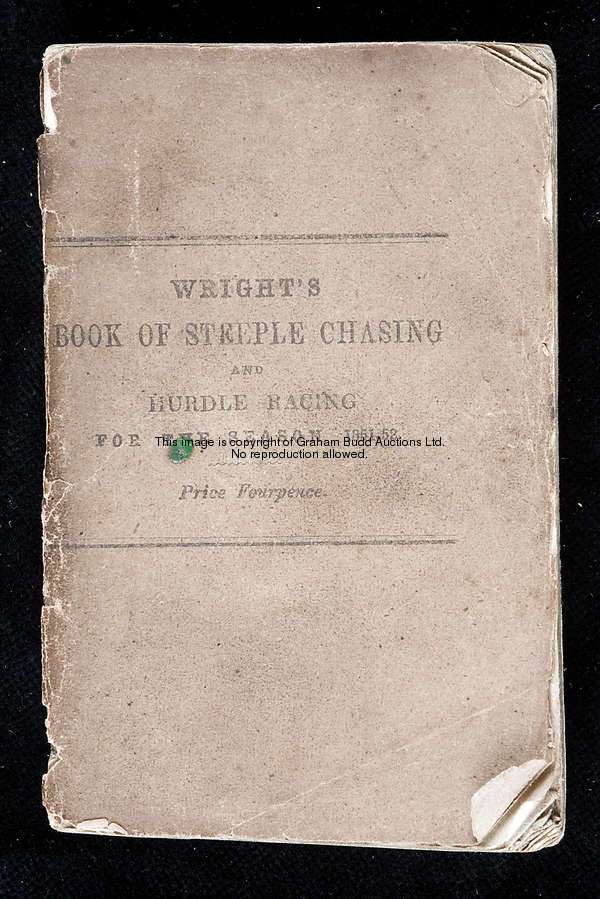 WRIGHT'S
BOOK OF STEEPLE CHASING
AND
HURDLE RACING
FOR THE SEASON 1851-52
This image is copyright of Graham Budd Auctions Ltd.
No reproduction allowed.
Price Fourpence.